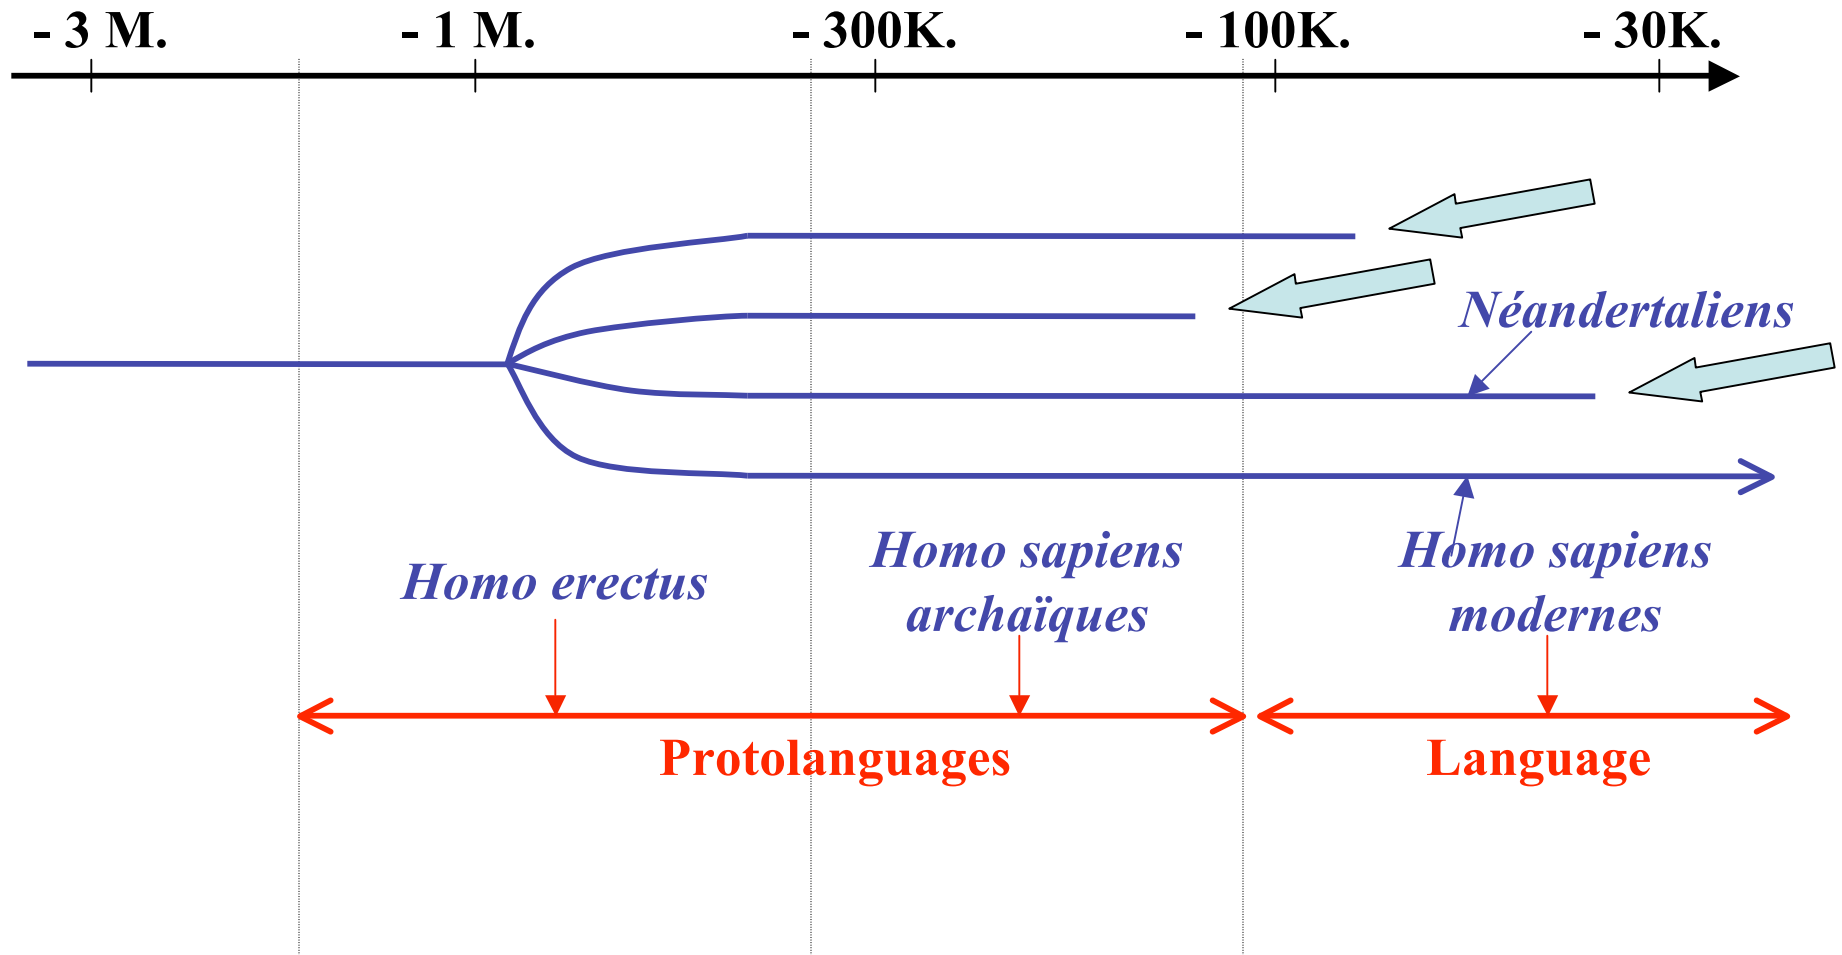 - 3 M.
- 1 M.
- 300K.
- 100K.
- 30K.
Néandertaliens
Homo erectus
Homo sapiens
archaïques
Homo sapiens
modernes
Protolanguages
Language